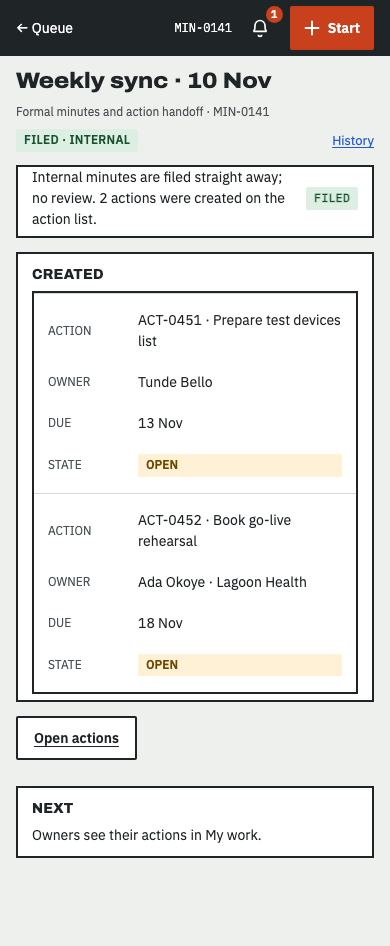 ← Queue
MIN-0141
1
+ Start
Weekly sync · 10 Nov
Formal minutes and action handoff · MIN-0141
FILED · INTERNAL
History
Internal minutes are filed straight away;
no review. 2 actions were created on the
action list.
FILED
CREATED
ACTION
ACT-0451 · Prepare test devices
list
OWNER
Tunde Bello
DUE
13 Nov
STATE
OPEN
ACTION
ACT-0452 · Book go-live
rehearsal
OWNER
Ada Okoye · Lagoon Health
DUE
18 Nov
STATE
OPEN
Open actions
NEXT
Owners see their actions in My work.